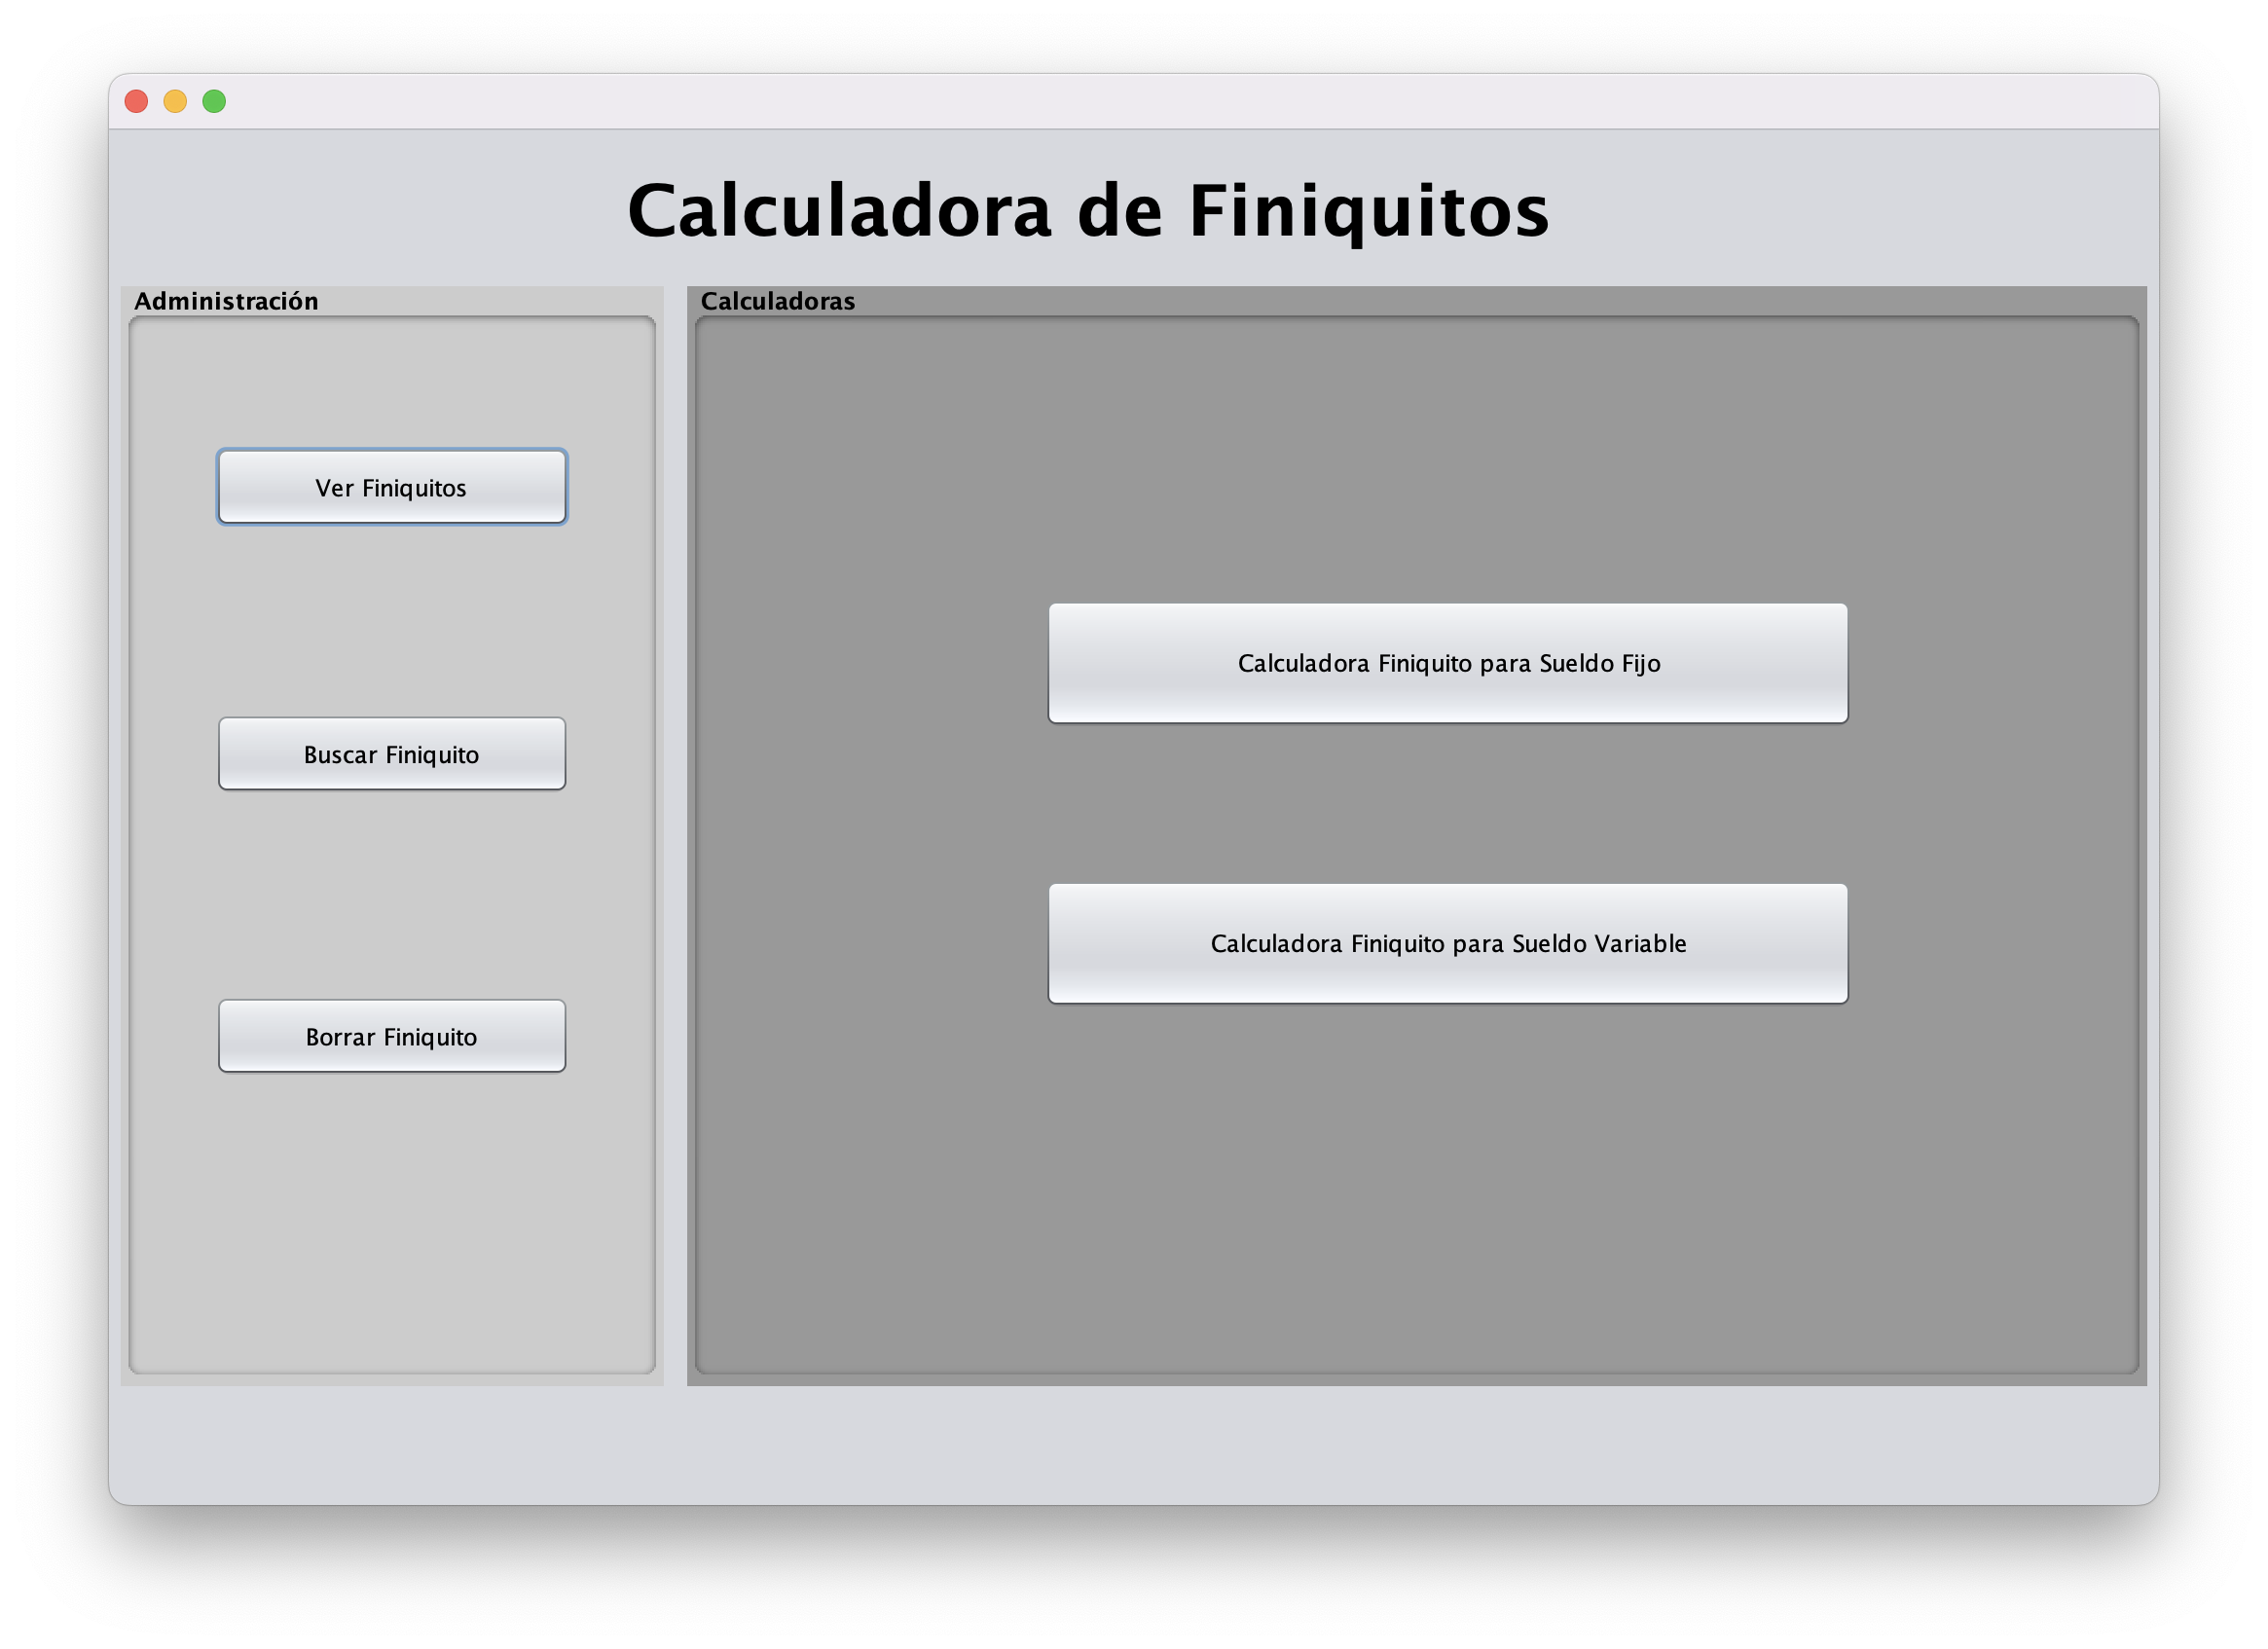 Calculadora de Finiquitos
Administración
Ver Finiquitos
Buscar Finiquito
Borrar Finiquito
Calculadoras
Calculadora Finiquito para Sueldo Fijo
Calculadora Finiquito para Sueldo Variable